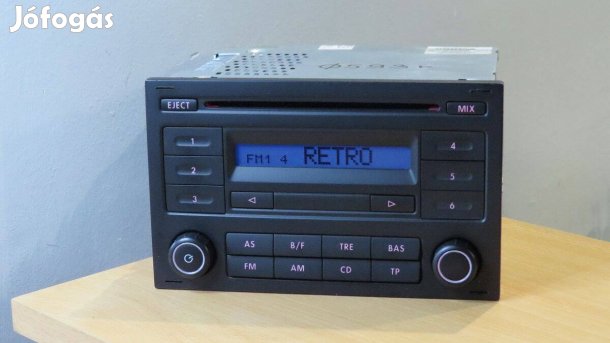 Jófogás
EJECT
MIX
1
4
FM1 4 RETRO
2
5
3
6
AS B/F TRE BAS
FM AM CD TP